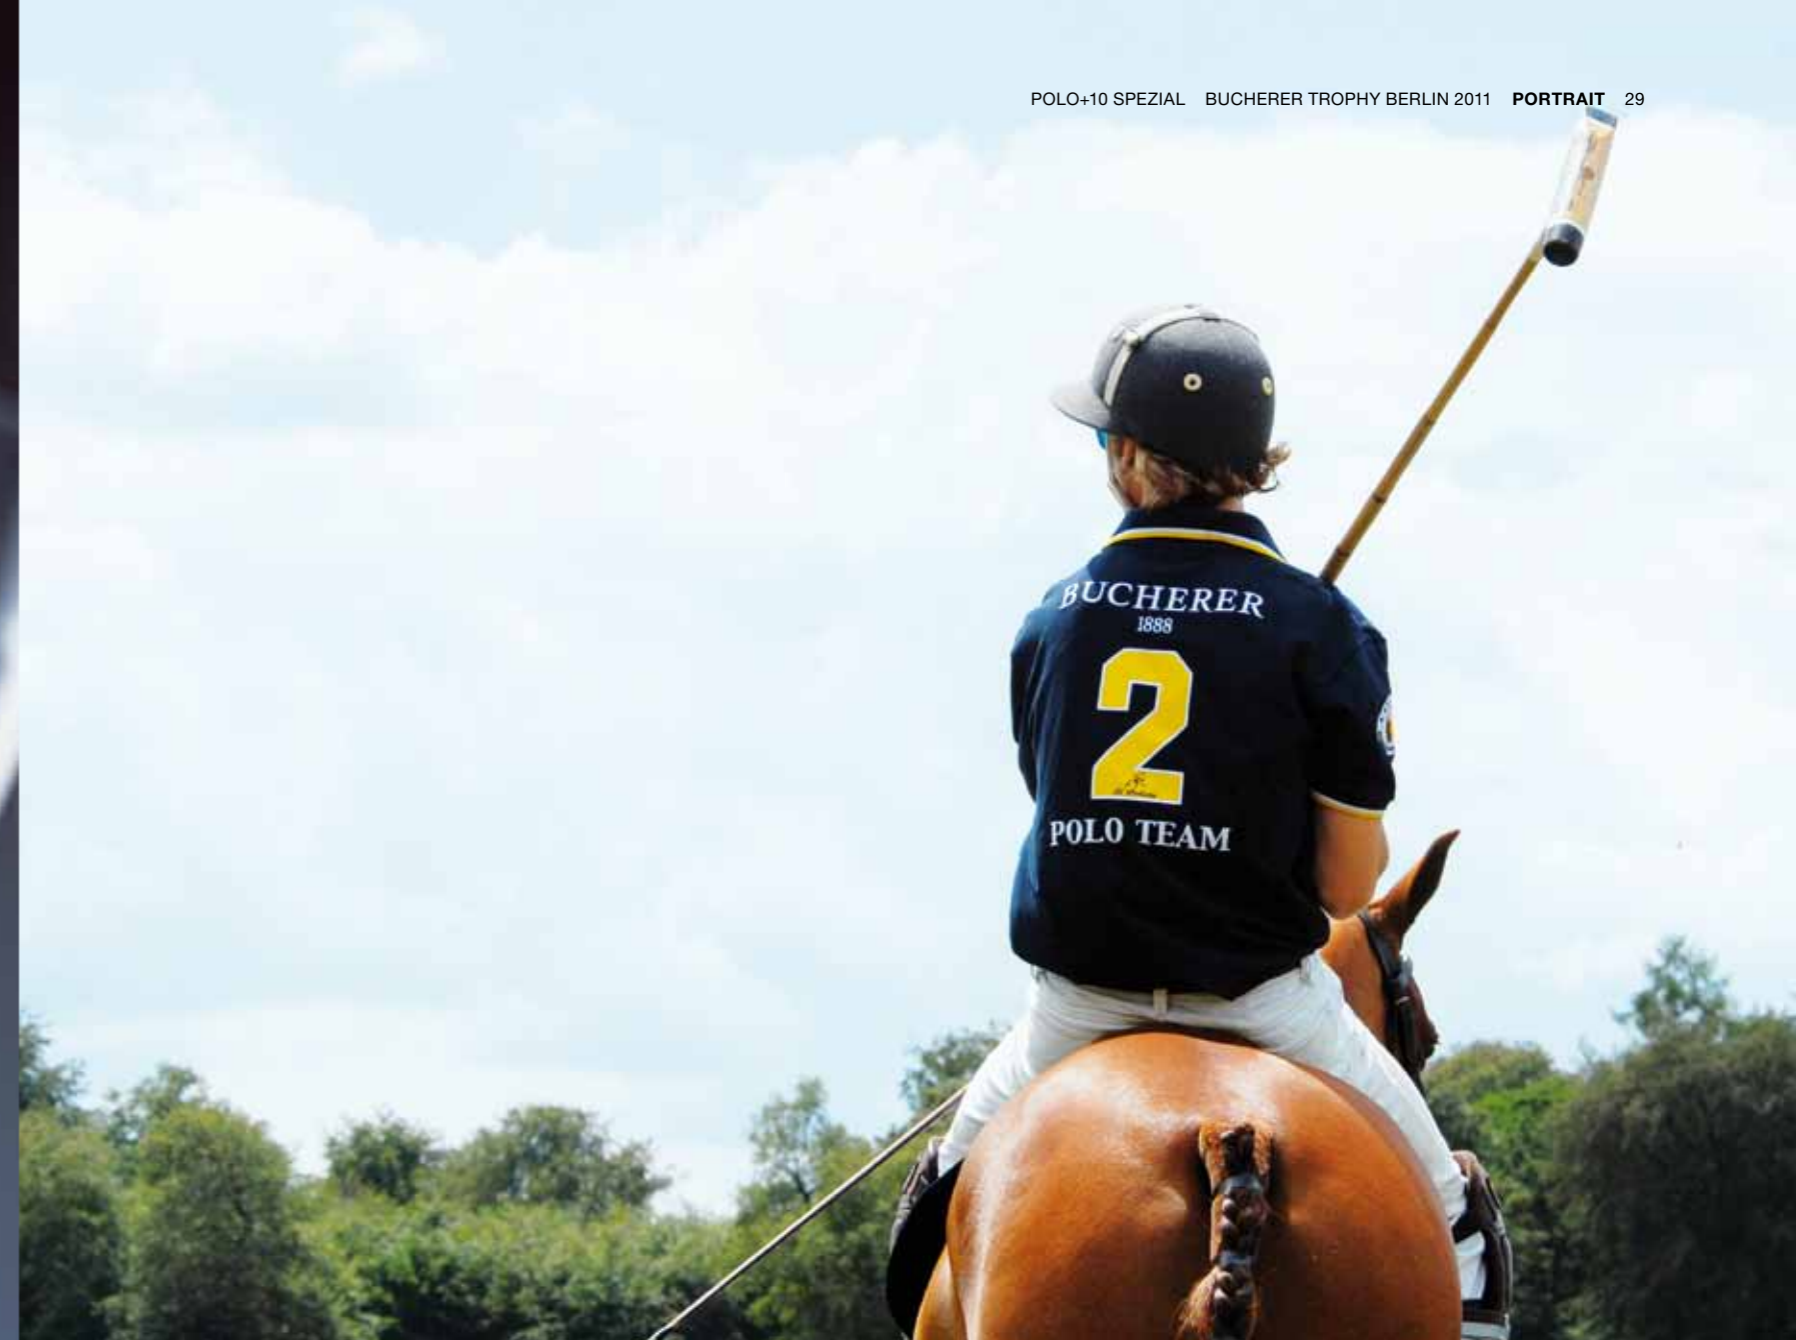 POLO+10 SPEZIAL BUCHERER TROPHY BERLIN 2011 PORTRAIT 29
BUCHERER
1888
2
POLO TEAM